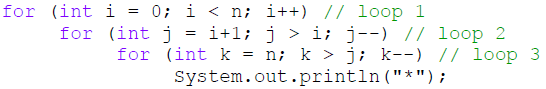 for (int i = 0; i < n; i++) // loop 1
for (int j = i+1; j > i; j--) // loop 2
for (int k = n; k > j; k--) // loop 3
System.out.println("*");